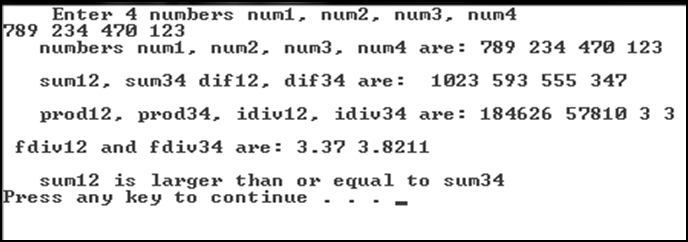 Enter 4 numbers num1, num2, num3, num4
789 234 470 123
numbers num1, num2, num3, num4 are: 789 234 470 123
sum12, sum34 dif12, dif34 are:  1023 593 555 347
prod12, prod34, idiv12, idiv34 are: 184626 57810 3 3
fdiv12 and fdiv34 are: 3.37 3.8211
sum12 is larger than or equal to sum34
Press any key to continue . . .